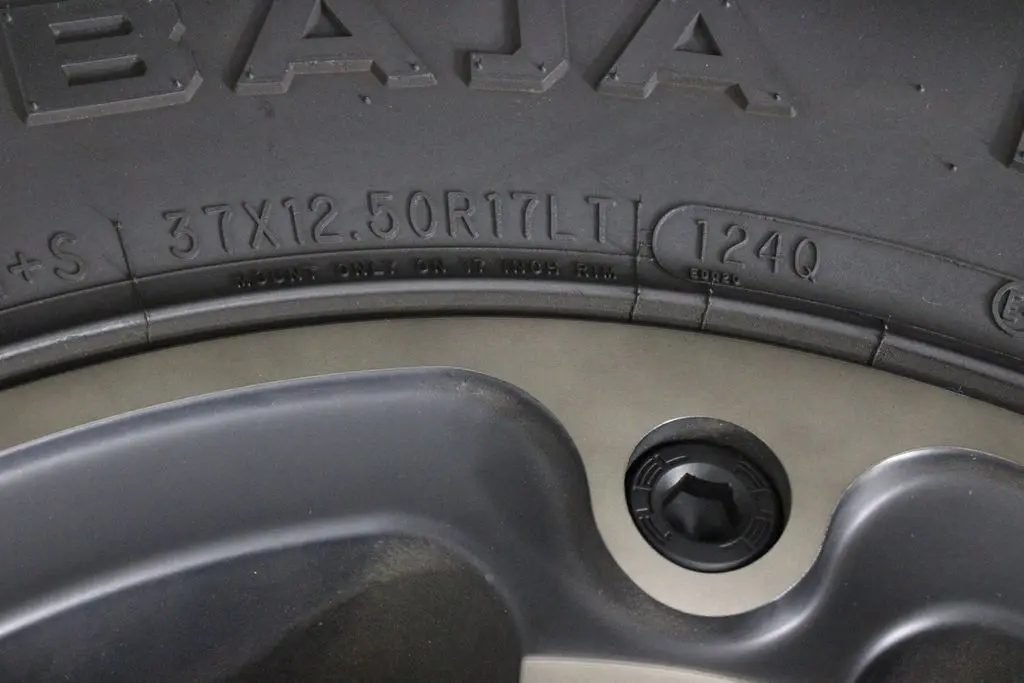 BAJA
+S 37X12.50R17LT 124Q E
MOUNT ONLY ON 17 INCH RIM